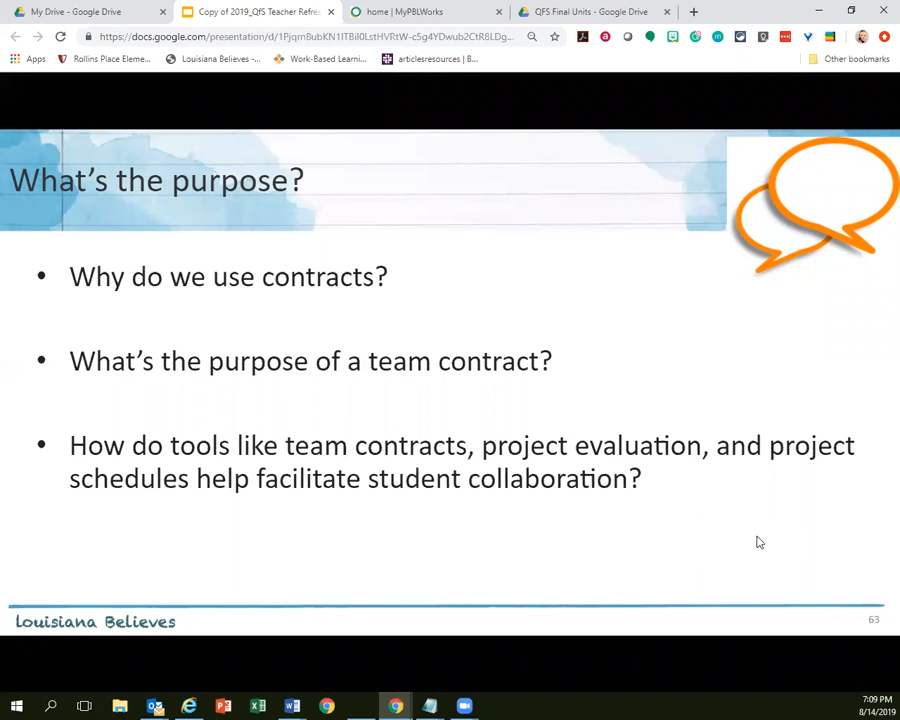 My Drive - Google Drive
Copy of 2019_QfS Teacher Refres
home | MyPBLWorks
QFS Final Units - Google Drive
Apps
Rollins Place Eleme...
Louisiana Believes -...
Work-Based Learni...
articlesresources | B...
Other bookmarks
What's the purpose?
• Why do we use contracts?
• What's the purpose of a team contract?
• How do tools like team contracts, project evaluation, and project
schedules help facilitate student collaboration?
Louisiana Believes
63
7:09 PM
8/14/2019